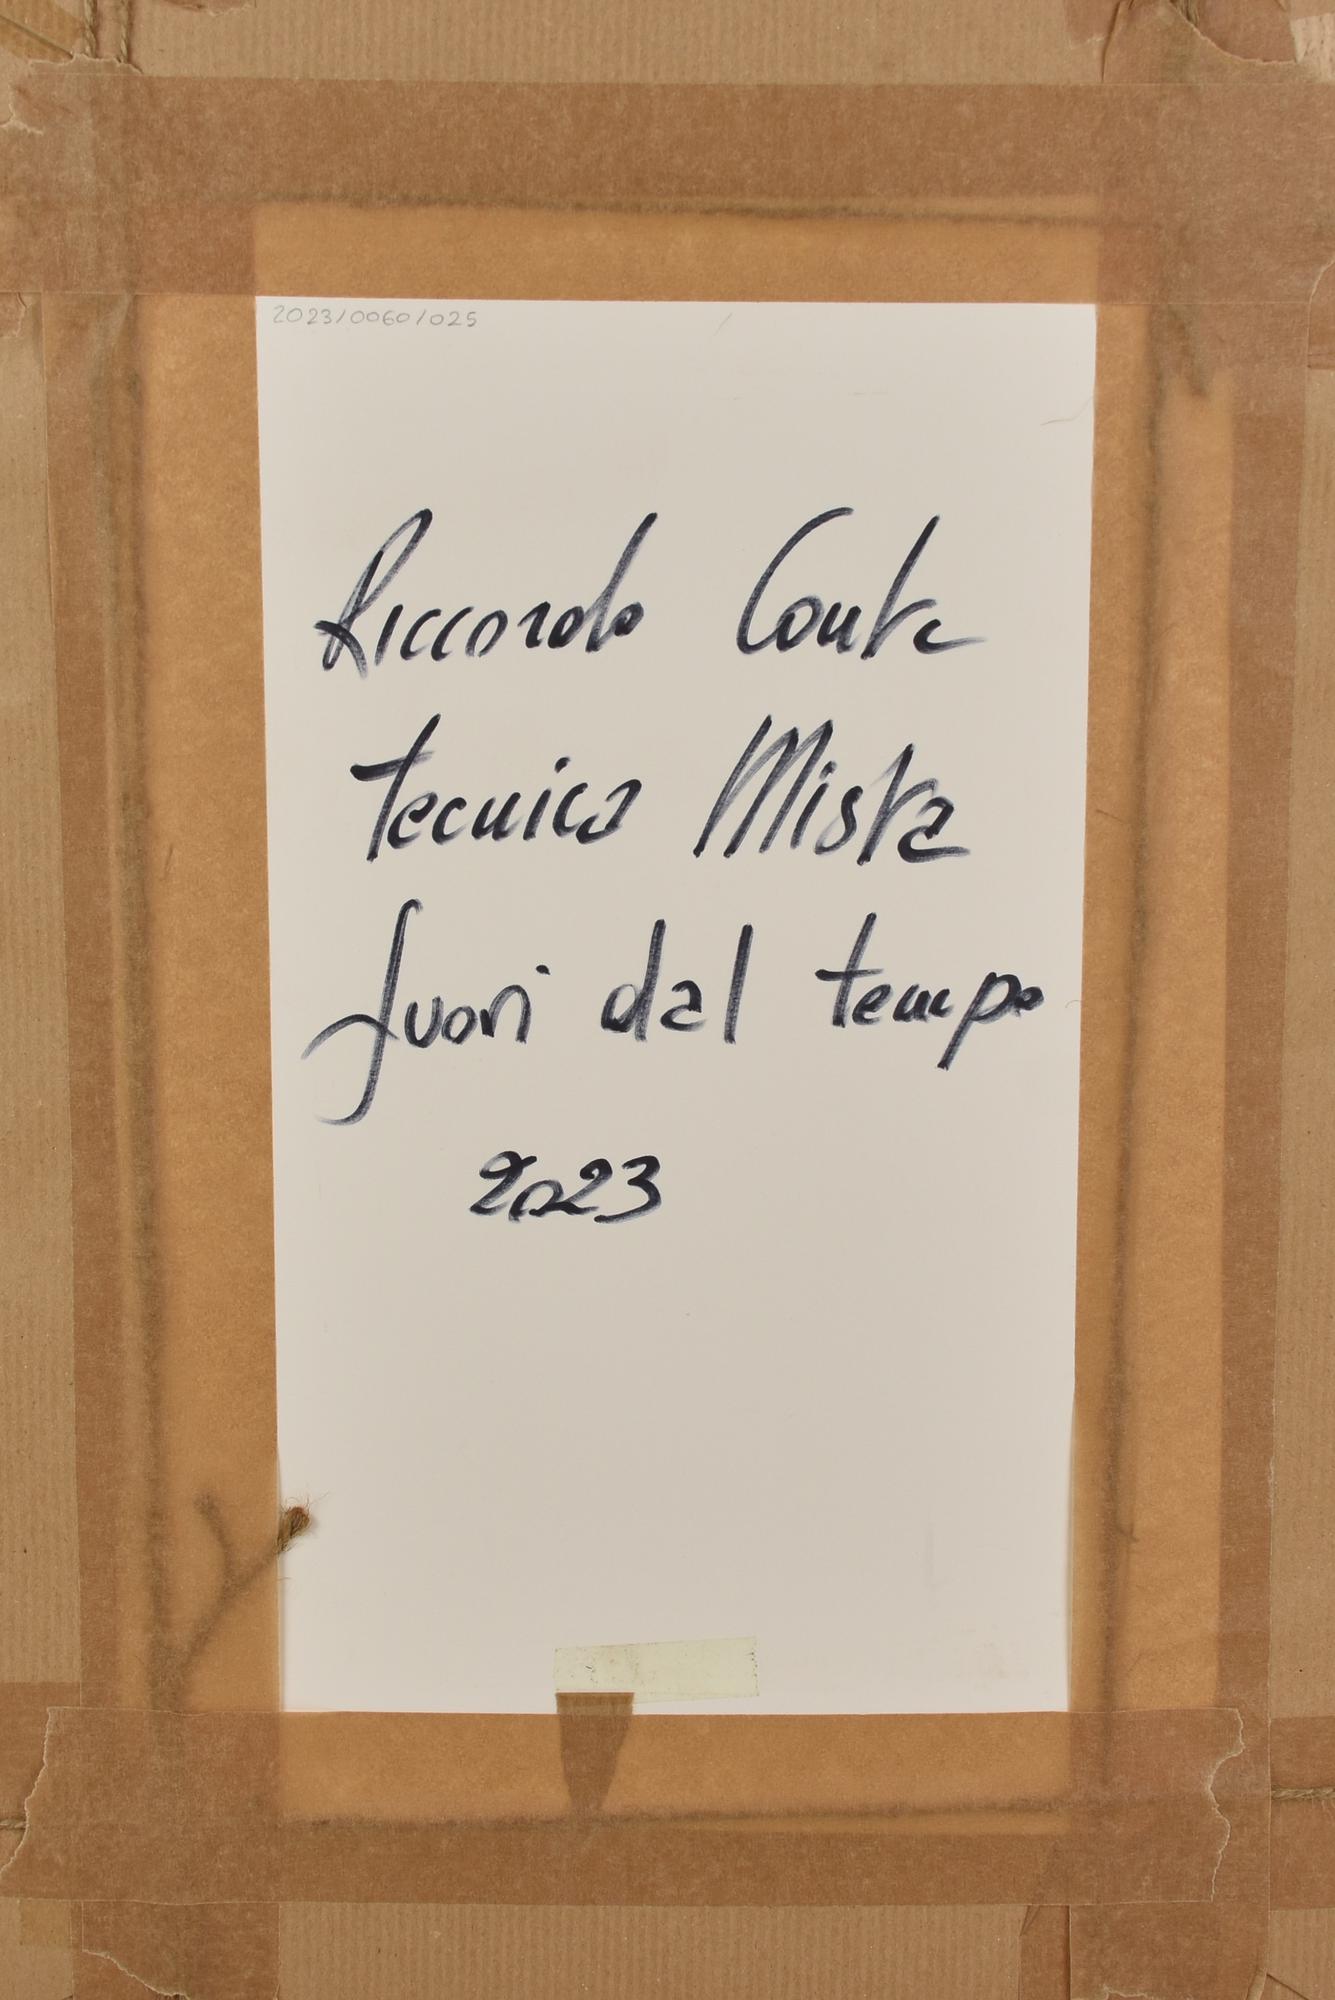 2023/0060/025
Riccardo Conte
tecnica Mista
fuori dal tempo
2023